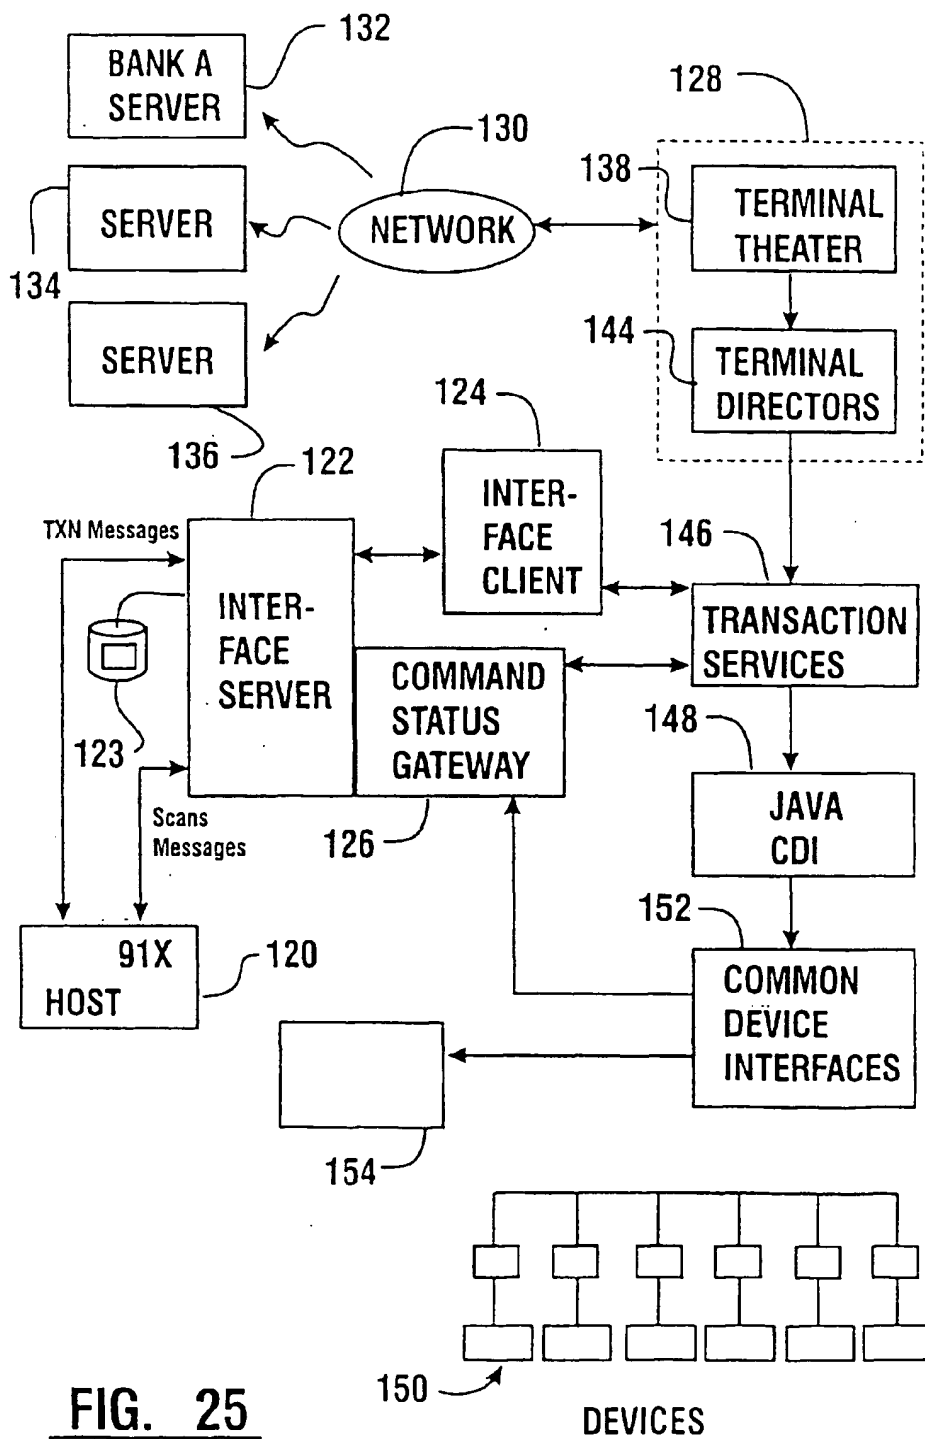 132
BANK A
SERVER
128
130
138
TERMINAL
THEATER
SERVER
NETWORK
134
144
SERVER
TERMINAL
DIRECTORS
124
136
122
INTER-
FACE
CLIENT
TXN Messages
146
INTER-
FACE
SERVER
TRANSACTION
SERVICES
COMMAND
STATUS
GATEWAY
148
123
JAVA
CDI
Scans
Messages
126
152
91X
HOST
120
COMMON
DEVICE
INTERFACES
154
150
DEVICES
FIG. 25